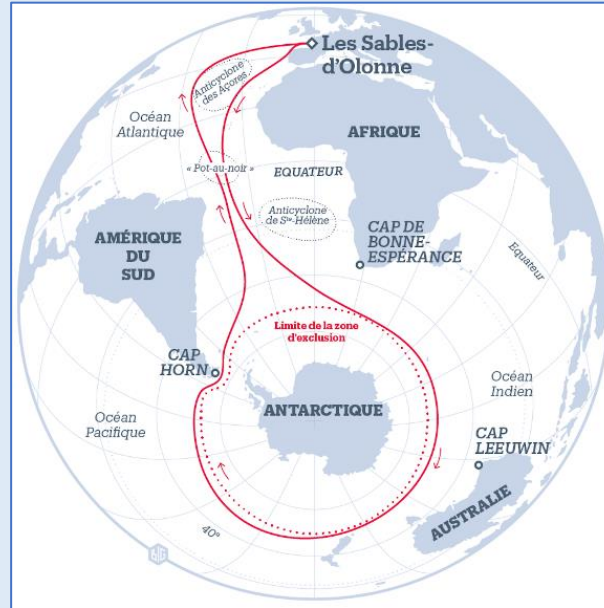 Les Sables-
d'Olonne
Anticyclone
des Açores
Océan
Atlantique
AFRIQUE
« Pot-au-noir »
EQUATEUR
Anticyclone
de Ste-Hélène
AMÉRIQUE
DU
SUD
CAP DE
BONNE-
ESPÉRANCE
Equateur
Limite de la zone
d'exclusion
CAP
HORN
Océan
Indien
ANTARCTIQUE
Océan
Pacifique
CAP
LEEUWIN
AUSTRALIE
40°